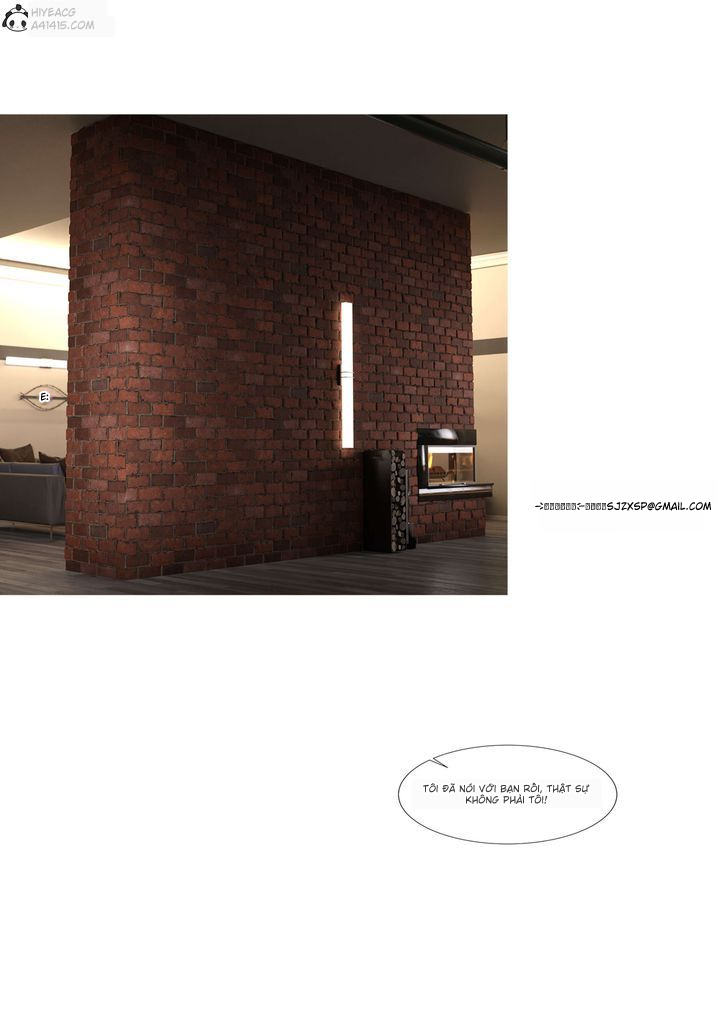 HIYEACG
A41415.COM
E:
SJZXSP@GMAIL.COM
TÔI ĐÃ NÓI VỚI BẠN RỒI, THẬT SỰ
KHÔNG PHẢI TÔI!